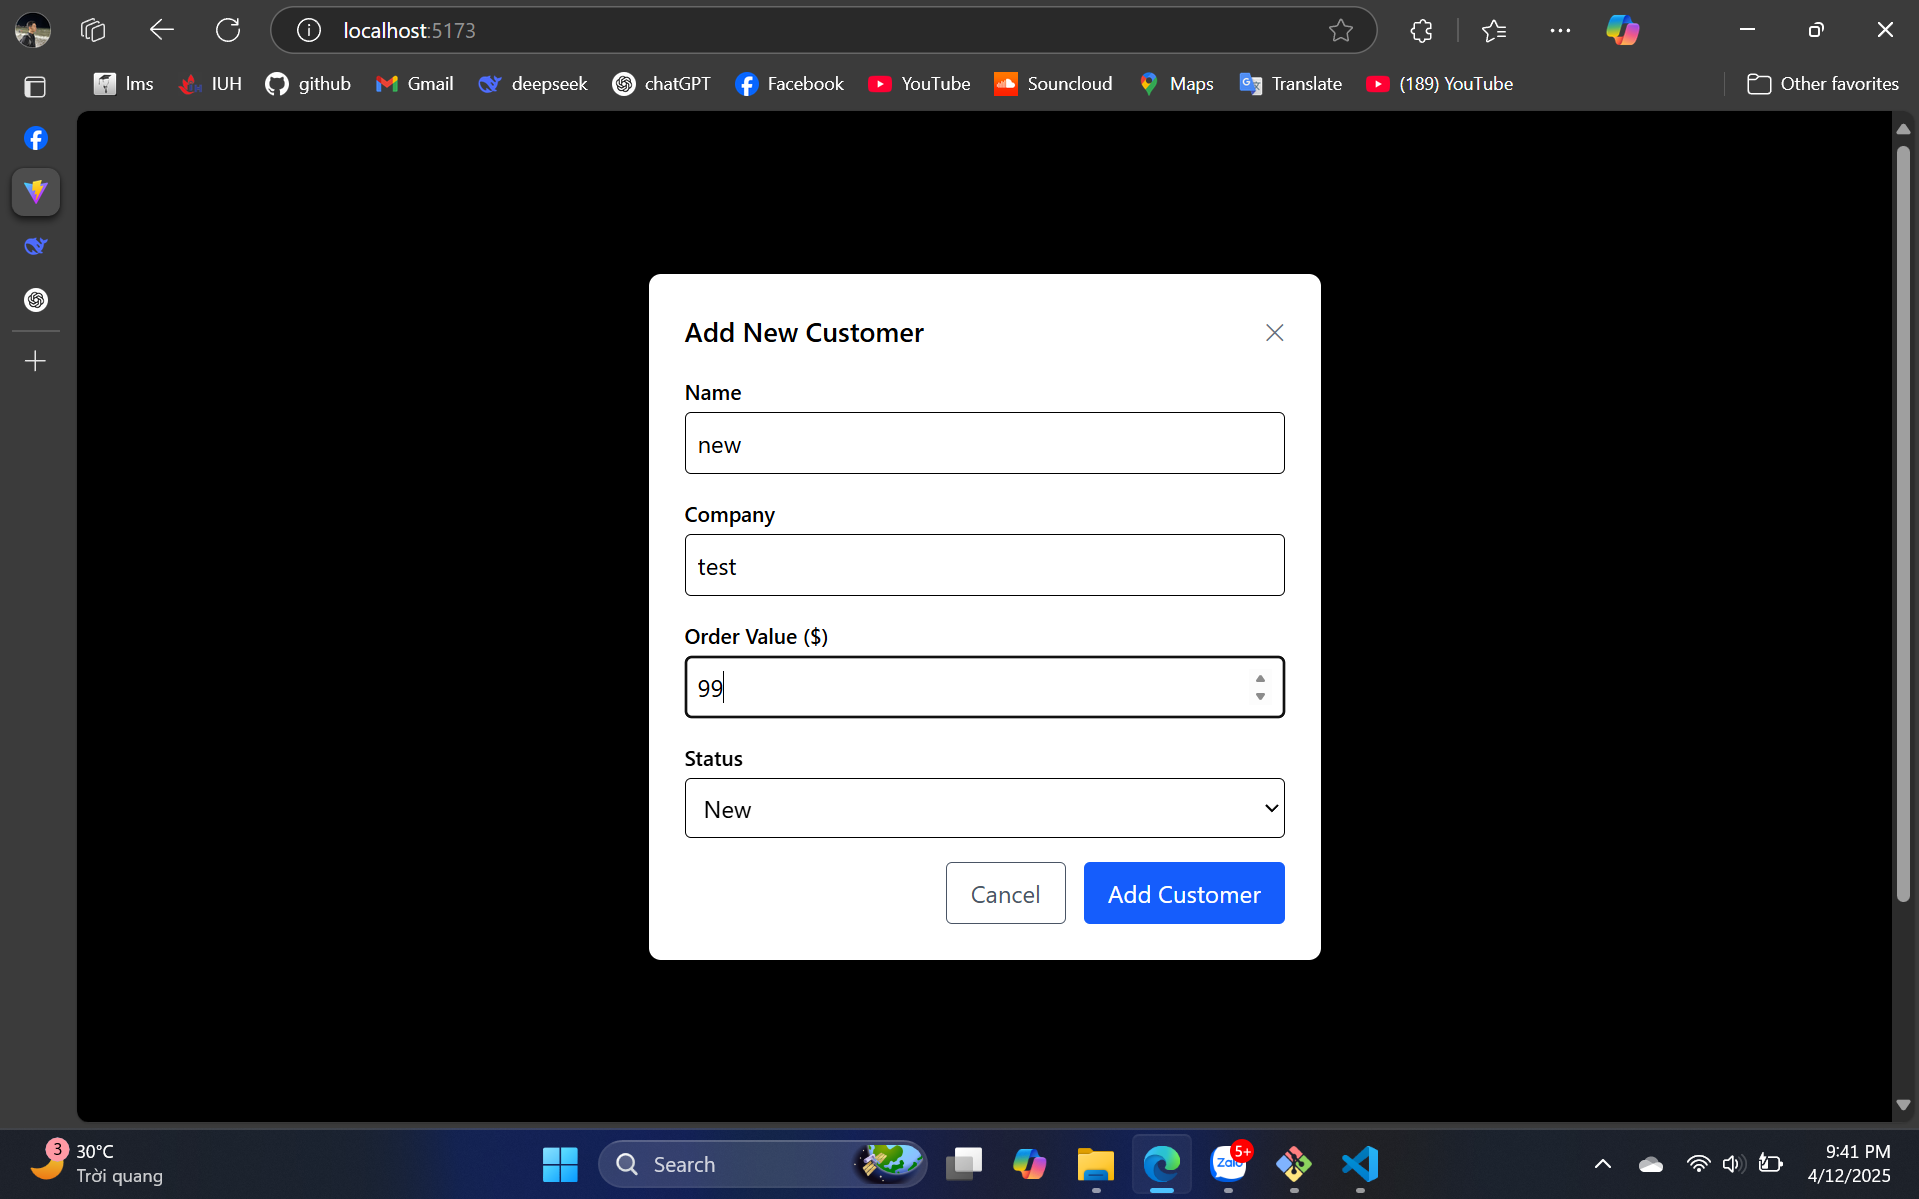 localhost:5173
lms
IUH
github
Gmail
deepseek
chatGPT
Facebook
YouTube
Souncloud
Maps
Translate
(189) YouTube
Other favorites
Add New Customer
Name
new
Company
test
Order Value ($)
99
Status
New
Cancel
Add Customer
3
30°C
Trời quang
Search
Zalo
5+
9:41 PM
4/12/2025